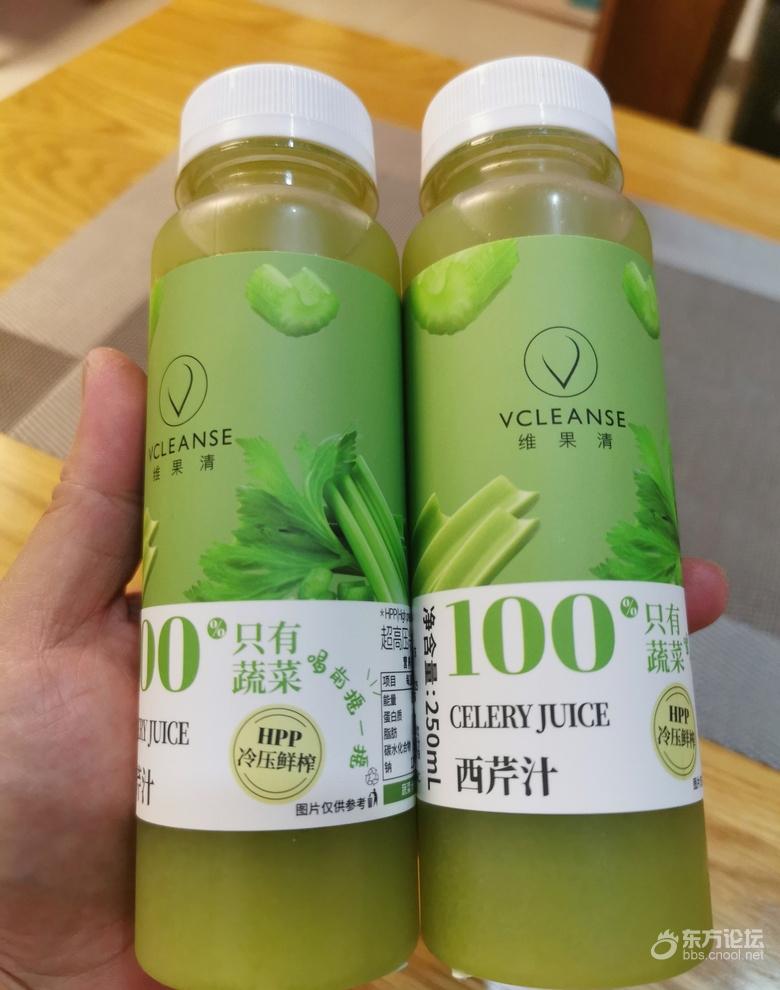 VCLEANSE
维果清
00%
只有
蔬菜
喝前摇一摇
ERY JUICE
芹汁
HPP
冷压鲜榨
图片仅供参考
*HPP(High
超高压
项目
能量
蛋白质
脂肪
碳水化合物
钠
蔬菜
VCLEANSE
维果清
净含量:250mL
100%
只有
蔬菜
CELERY JUICE
西芹汁
HPP
冷压鲜榨
东方论坛
bbs.cnool.net